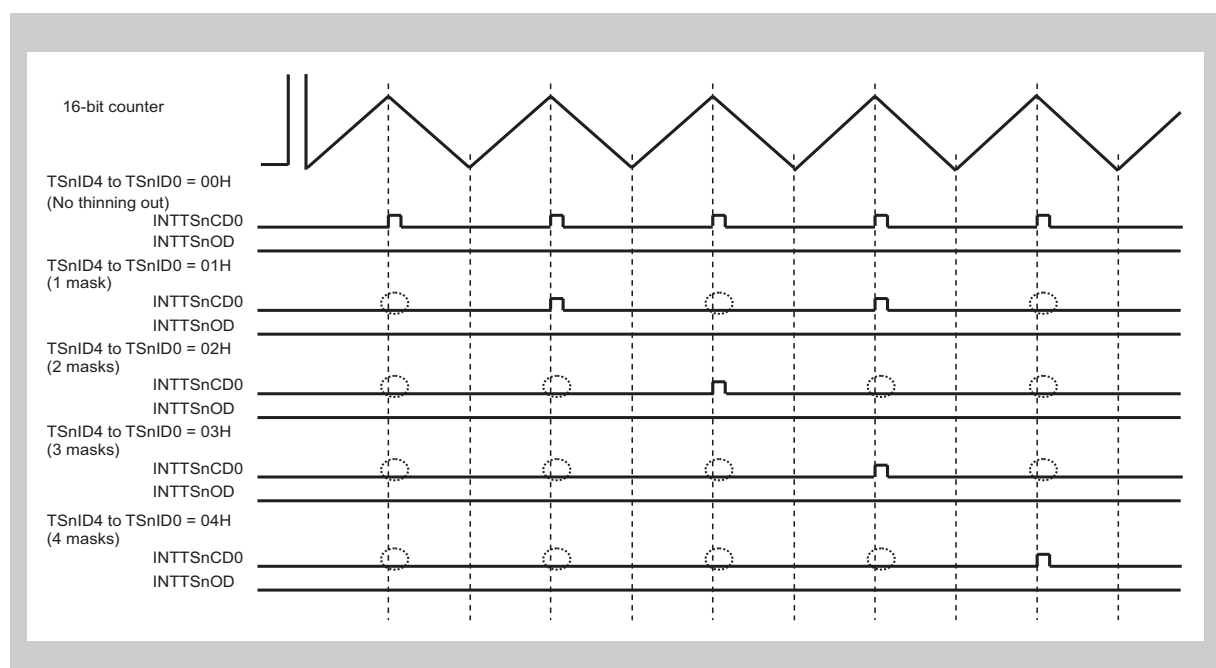 16-bit counter
TSnID4 to TSnID0 = 00H
(No thinning out)
INTTSnCD0
INTTSnOD
TSnID4 to TSnID0 = 01H
(1 mask)
INTTSnCD0
INTTSnOD
TSnID4 to TSnID0 = 02H
(2 masks)
INTTSnCD0
INTTSnOD
TSnID4 to TSnID0 = 03H
(3 masks)
INTTSnCD0
INTTSnOD
TSnID4 to TSnID0 = 04H
(4 masks)
INTTSnCD0
INTTSnOD